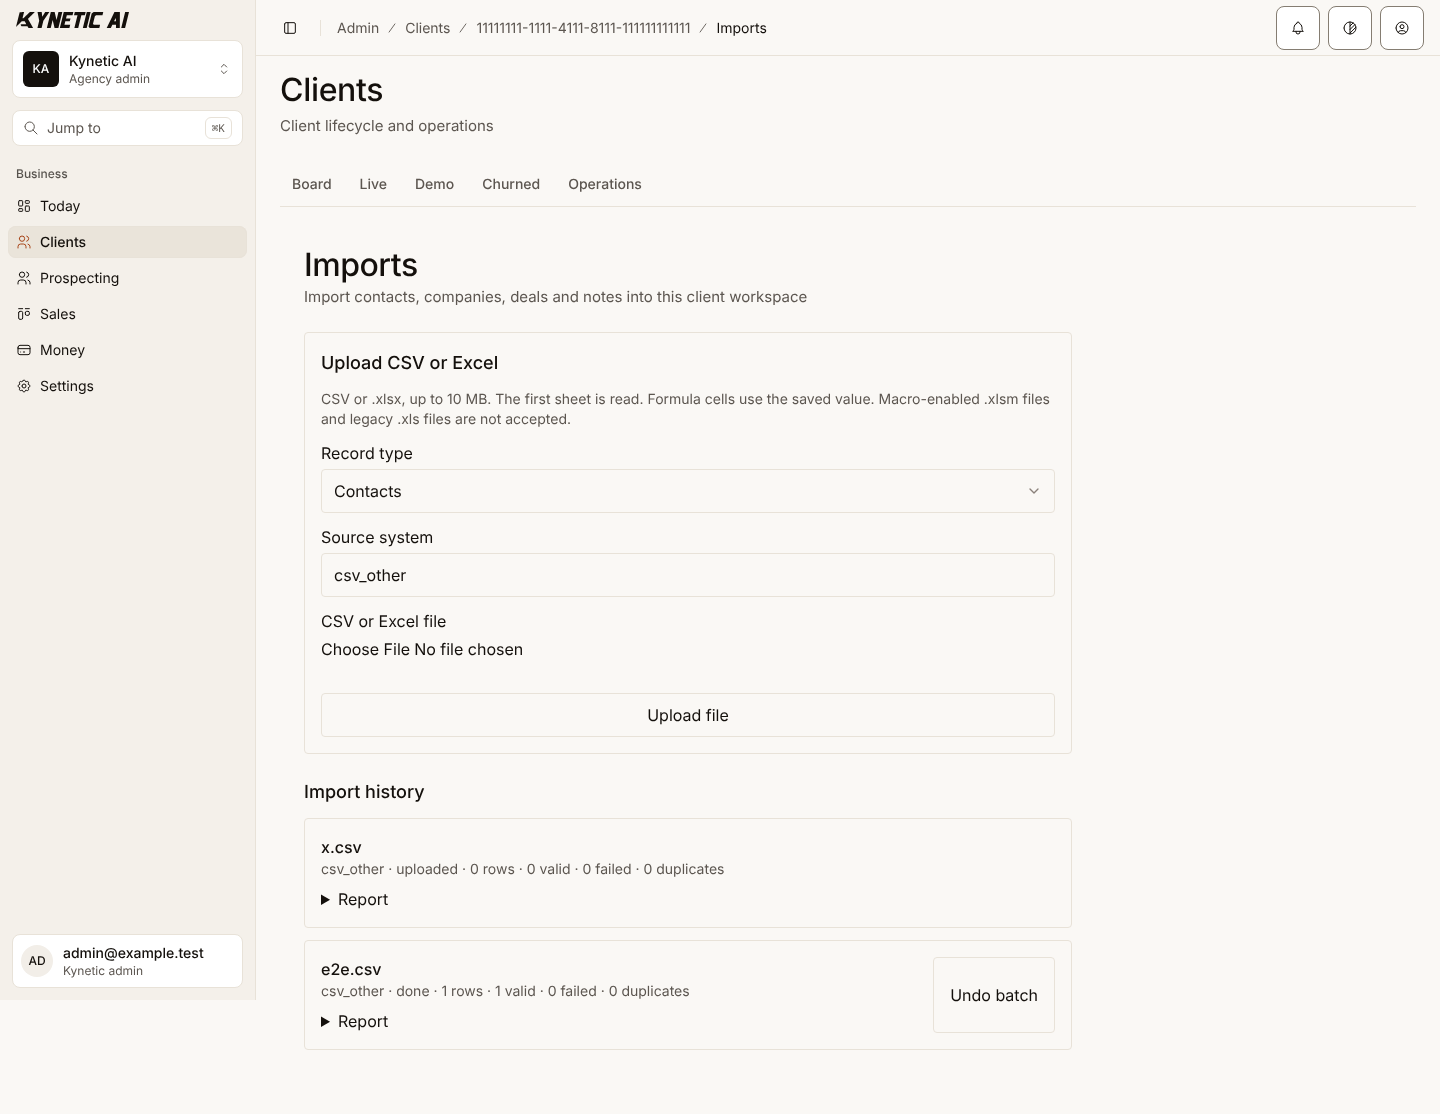 KYNETIC AI
KA
Kynetic AI
Agency admin
Jump to
⌘K
Business
Today
Clients
Prospecting
Sales
Money
Settings
AD
admin@example.test
Kynetic admin
Admin / Clients / 11111111-1111-4111-8111-111111111111 / Imports
Clients
Client lifecycle and operations
Board Live Demo Churned Operations
Imports
Import contacts, companies, deals and notes into this client workspace
Upload CSV or Excel
CSV or .xlsx, up to 10 MB. The first sheet is read. Formula cells use the saved value. Macro-enabled .xlsm files
and legacy .xls files are not accepted.
Record type
Contacts
Source system
csv_other
CSV or Excel file
Choose File No file chosen
Upload file
Import history
x.csv
csv_other · uploaded · 0 rows · 0 valid · 0 failed · 0 duplicates
Report
e2e.csv
csv_other · done · 1 rows · 1 valid · 0 failed · 0 duplicates
Report
Undo batch